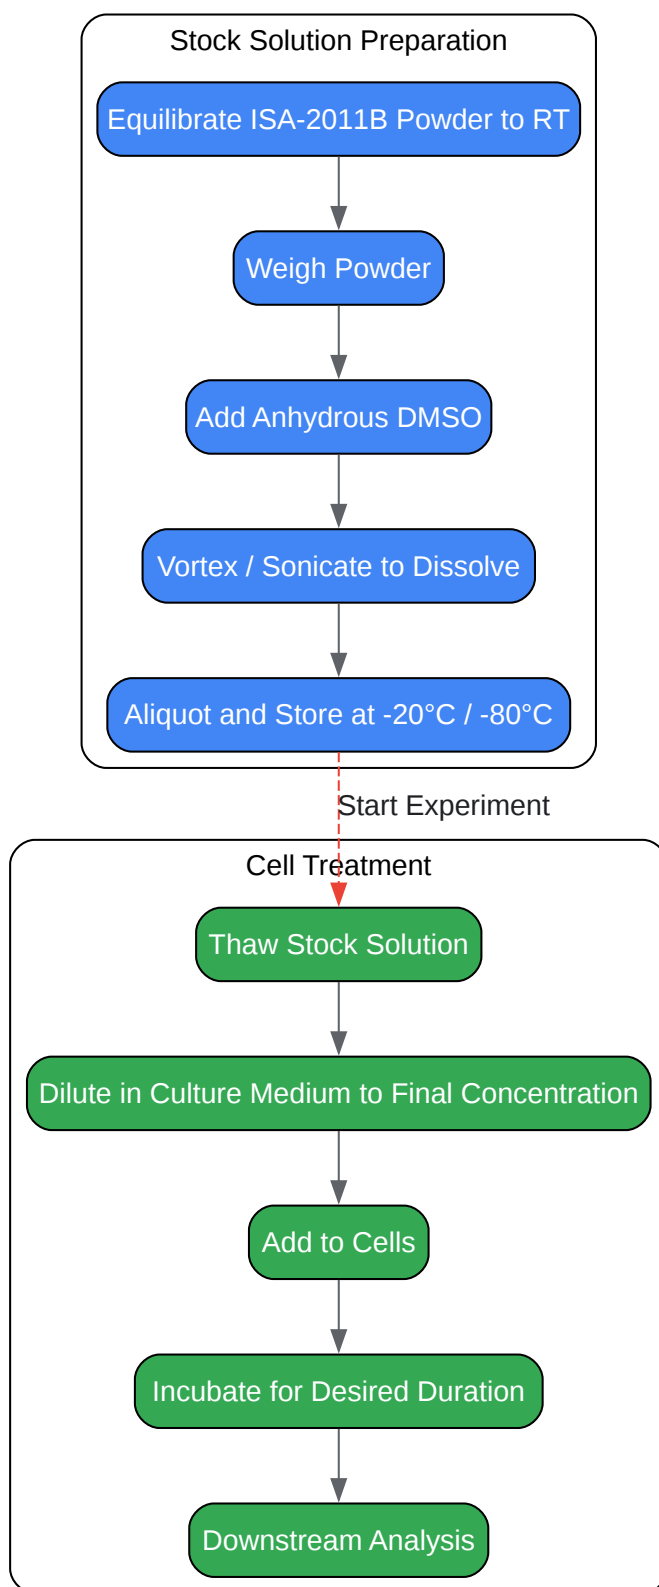 Stock Solution Preparation
Equilibrate ISA-2011B Powder to RT
Weigh Powder
Add Anhydrous DMSO
Vortex / Sonicate to Dissolve
Aliquot and Store at -20°C / -80°C
Start Experiment
Cell Treatment
Thaw Stock Solution
Dilute in Culture Medium to Final Concentration
Add to Cells
Incubate for Desired Duration
Downstream Analysis